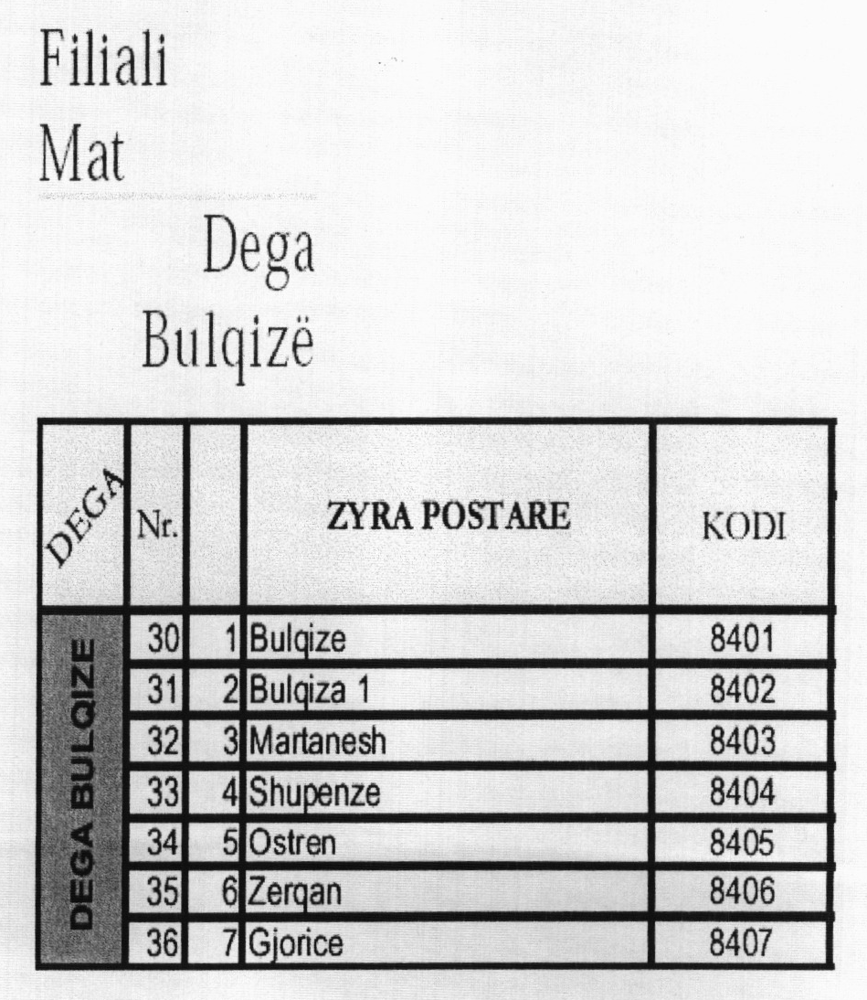 Filiali
Mat
Dega
Bulqizë
DEGA Nr. ZYRA POSTARE KODI
DEGA BULQIZE
30 1 Bulqize 8401
31 2 Bulqiza 1 8402
32 3 Martanesh 8403
33 4 Shupenze 8404
34 5 Ostren 8405
35 6 Zerqan 8406
36 7 Gjorice 8407